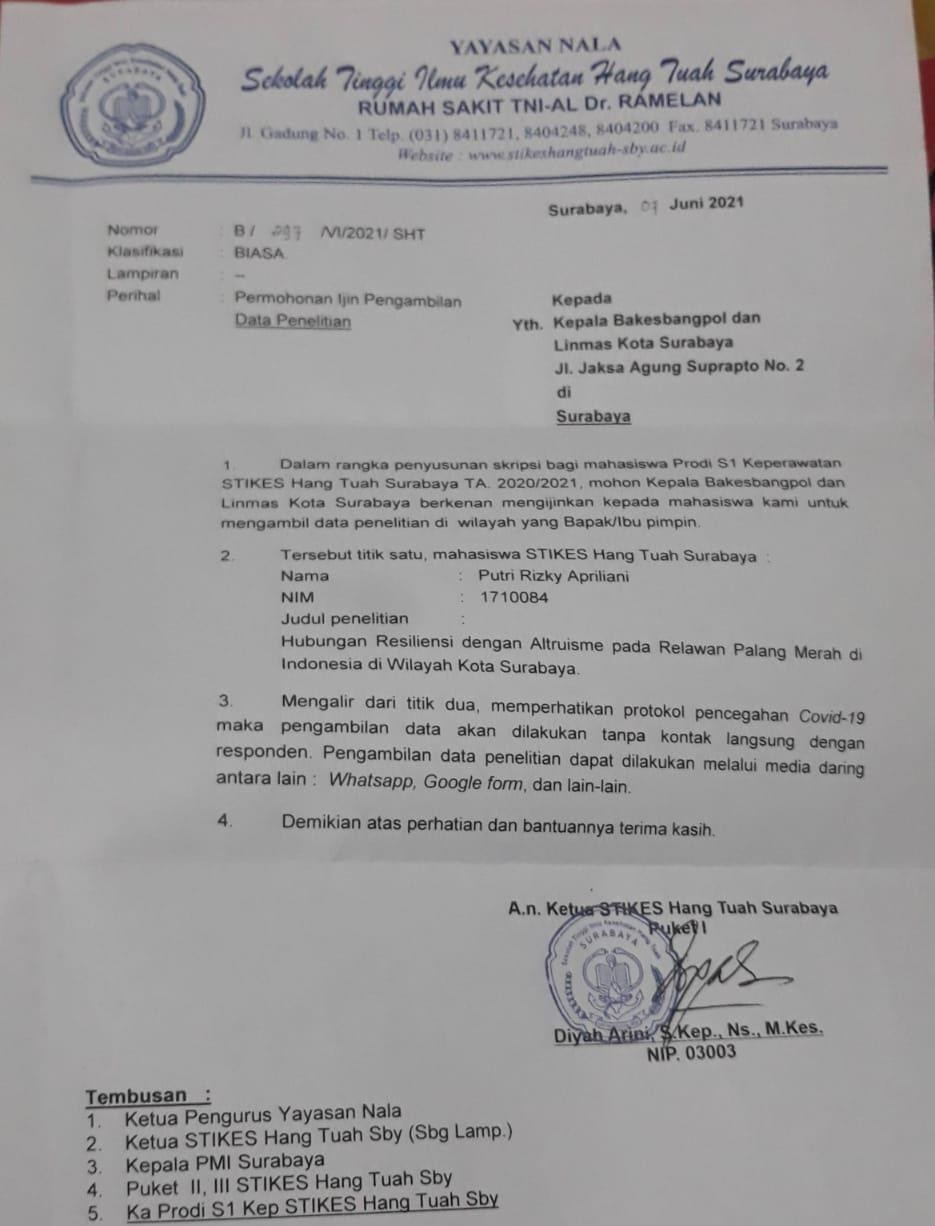 YAYASAN NALA
Sekolah Tinggi Ilmu Kesehatan Hang Tuah Surabaya
RUMAH SAKIT TNI-AL Dr. RAMELAN
Jl. Gadung No. 1 Telp. (031) 8411721, 8404248, 8404200 Fax. 8411721 Surabaya
Website : www.stikeshangtuah-sby.ac.id
SURABAYA
Surabaya, Juni 2021
Nomor : B / /VI/2021/ SHT
Klasifikasi : BIASA
Lampiran : --
Perihal : Permohonan Ijin Pengambilan
Data Penelitian
Kepada
Yth. Kepala Bakesbangpol dan
Linmas Kota Surabaya
Jl. Jaksa Agung Suprapto No. 2
di
Surabaya
1. Dalam rangka penyusunan skripsi bagi mahasiswa Prodi S1 Keperawatan
STIKES Hang Tuah Surabaya TA. 2020/2021, mohon Kepala Bakesbangpol dan
Linmas Kota Surabaya berkenan mengijinkan kepada mahasiswa kami untuk
mengambil data penelitian di wilayah yang Bapak/Ibu pimpin.
2. Tersebut titik satu, mahasiswa STIKES Hang Tuah Surabaya :
Nama : Putri Rizky Apriliani
NIM : 1710084
Judul penelitian :
Hubungan Resiliensi dengan Altruisme pada Relawan Palang Merah di
Indonesia di Wilayah Kota Surabaya.
3. Mengalir dari titik dua, memperhatikan protokol pencegahan Covid-19
maka pengambilan data akan dilakukan tanpa kontak langsung dengan
responden. Pengambilan data penelitian dapat dilakukan melalui media daring
antara lain : Whatsapp, Google form, dan lain-lain.
4. Demikian atas perhatian dan bantuannya terima kasih.
A.n. Ketua STIKES Hang Tuah Surabaya
Puket I
Sekolah Tinggi Ilmu Kesehatan Hang Tuah
SURABAYA
Diyah Arini, S.Kep., Ns., M.Kes.
NIP. 03003
Tembusan :
1. Ketua Pengurus Yayasan Nala
2. Ketua STIKES Hang Tuah Sby (Sbg Lamp.)
3. Kepala PMI Surabaya
4. Puket II, III STIKES Hang Tuah Sby
5. Ka Prodi S1 Kep STIKES Hang Tuah Sby